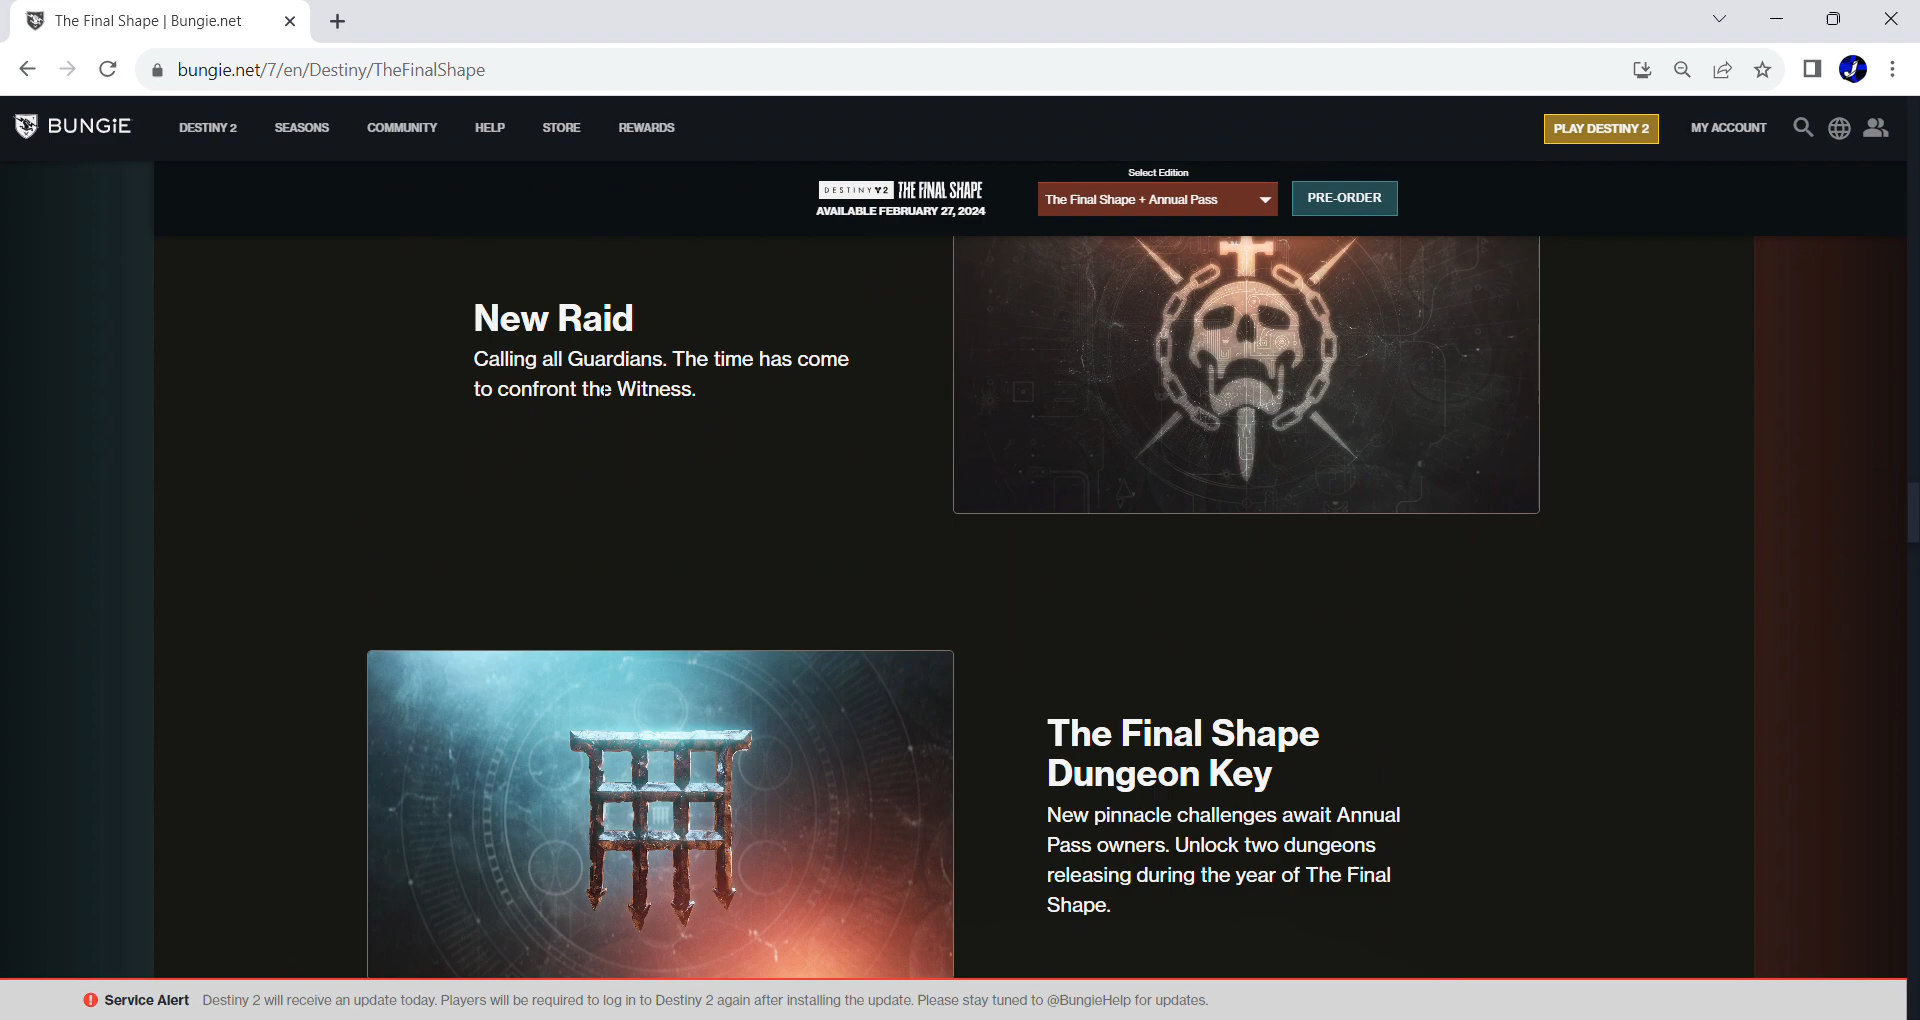 The Final Shape | Bungie.net
bungie.net/7/en/Destiny/TheFinalShape
BUNGiE
DESTINY 2
SEASONS
COMMUNITY
HELP
STORE
REWARDS
PLAY DESTINY 2
MY ACCOUNT
DESTINY 2 THE FINAL SHAPE
AVAILABLE FEBRUARY 27, 2024
Select Edition
The Final Shape + Annual Pass
PRE-ORDER
New Raid
Calling all Guardians. The time has come
to confront the Witness.
The Final Shape
Dungeon Key
New pinnacle challenges await Annual
Pass owners. Unlock two dungeons
releasing during the year of The Final
Shape.
Service Alert Destiny 2 will receive an update today. Players will be required to log in to Destiny 2 again after installing the update. Please stay tuned to @BungieHelp for updates.